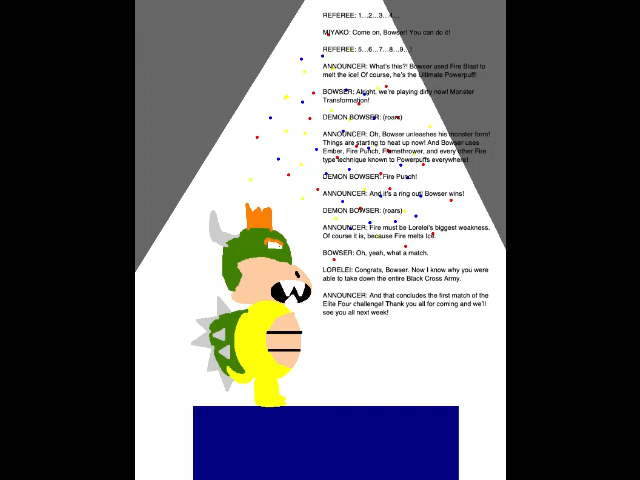 REFEREE: 1...2...3...4...
MIYAKO: Come on, Bowser! You can do it!
REFEREE: 5...6...7...8...9...!
ANNOUNCER: What's this?! Bowser used Fire Blast to
melt the ice! Of course, he's the Ultimate Powerpuff!
BOWSER: Alright, we're playing dirty now! Monster
Transformation!
DEMON BOWSER: (roars)
ANNOUNCER: Oh, Bowser unleashes his monster form!
Things are starting to heat up now! And Bowser uses
Ember, Fire Punch, Flamethrower, and every other Fire
type technique known to Powerpuffs everywhere!
DEMON BOWSER: Fire Punch!
ANNOUNCER: And it's a ring out! Bowser wins!
DEMON BOWSER: (roars)
ANNOUNCER: Fire must be Lorelei's biggest weakness.
Of course it is, because Fire melts Ice.
BOWSER: Oh, yeah, what a match.
LORELEI: Congrats, Bowser. Now I know why you were
able to take down the entire Black Cross Army.
ANNOUNCER: And that concludes the first match of the
Elite Four challenge! Thank you all for coming and we'll
see you all next week!